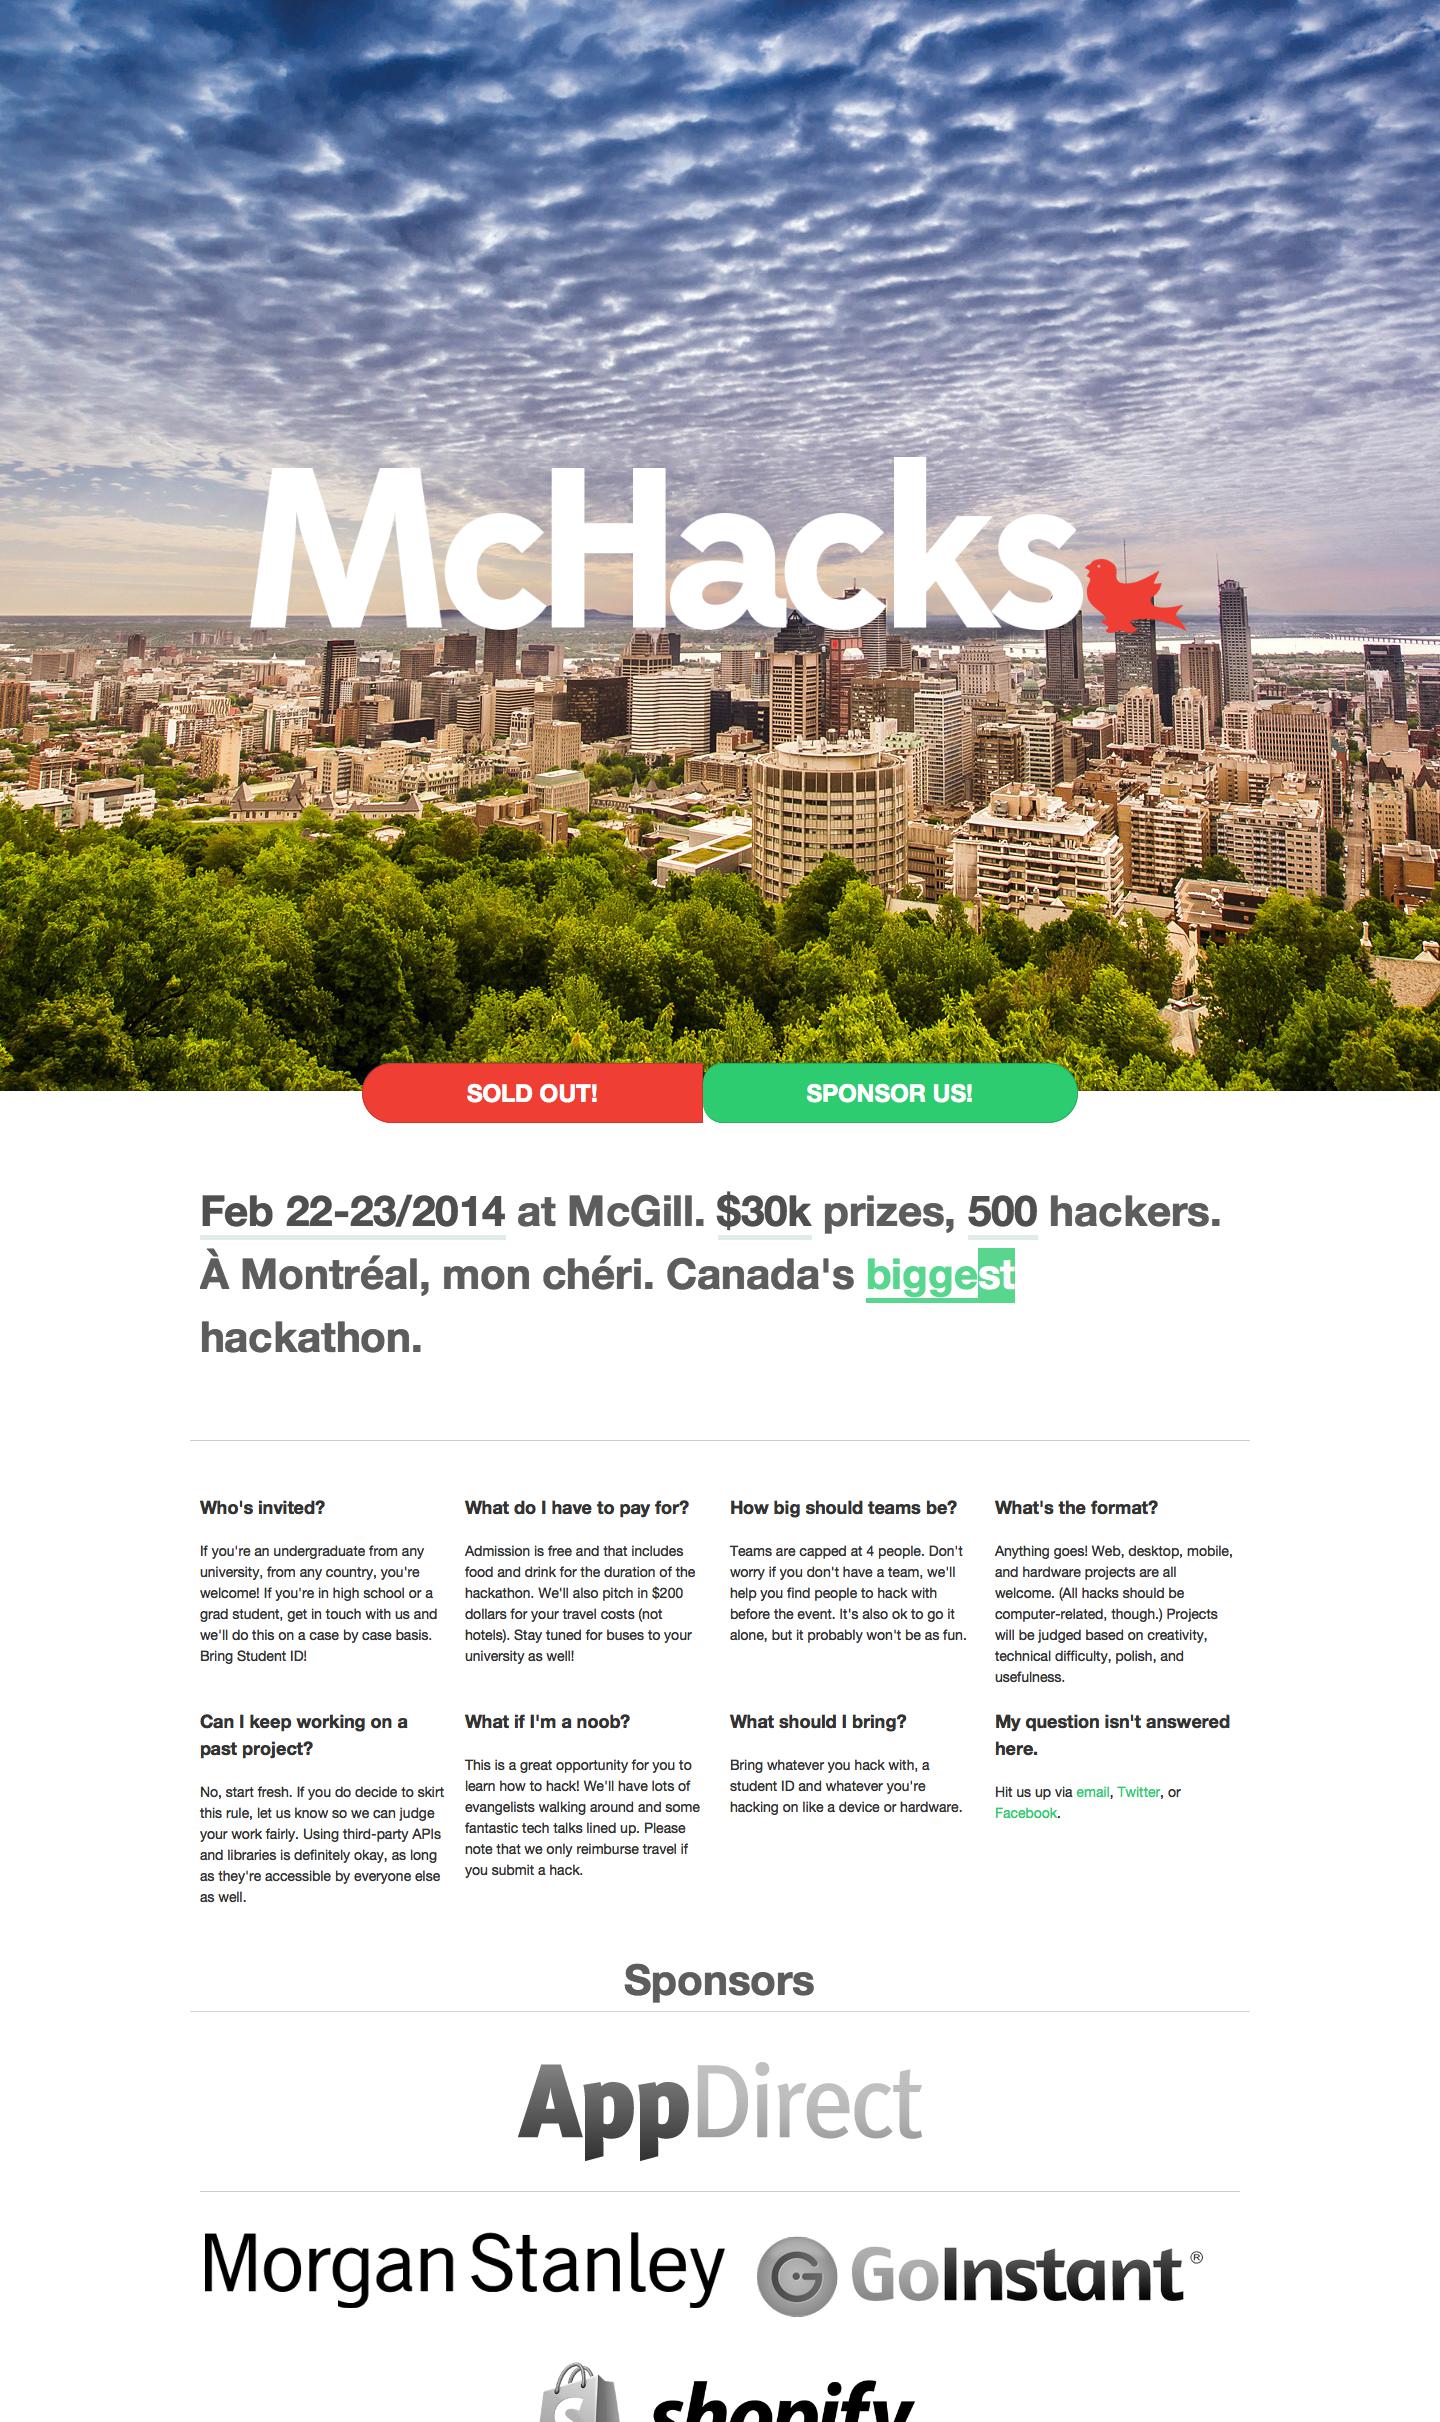 McHacks
SOLD OUT!
SPONSOR US!
Feb 22-23/2014 at McGill. $30k prizes, 500 hackers.
À Montréal, mon chéri. Canada's biggest
hackathon.
Who's invited?
If you're an undergraduate from any
university, from any country, you're
welcome! If you're in high school or a
grad student, get in touch with us and
we'll do this on a case by case basis.
Bring Student ID!
What do I have to pay for?
Admission is free and that includes
food and drink for the duration of the
hackathon. We'll also pitch in $200
dollars for your travel costs (not
hotels). Stay tuned for buses to your
university as well!
How big should teams be?
Teams are capped at 4 people. Don't
worry if you don't have a team, we'll
help you find people to hack with
before the event. It's also ok to go it
alone, but it probably won't be as fun.
What's the format?
Anything goes! Web, desktop, mobile,
and hardware projects are all
welcome. (All hacks should be
computer-related, though.) Projects
will be judged based on creativity,
technical difficulty, polish, and
usefulness.
Can I keep working on a
past project?
No, start fresh. If you do decide to skirt
this rule, let us know so we can judge
your work fairly. Using third-party APIs
and libraries is definitely okay, as long
as they're accessible by everyone else
as well.
What if I'm a noob?
This is a great opportunity for you to
learn how to hack! We'll have lots of
evangelists walking around and some
fantastic tech talks lined up. Please
note that we only reimburse travel if
you submit a hack.
What should I bring?
Bring whatever you hack with, a
student ID and whatever you're
hacking on like a device or hardware.
My question isn't answered
here.
Hit us up via email, Twitter, or
Facebook.
Sponsors
AppDirect
Morgan Stanley
GoInstant®
shopify